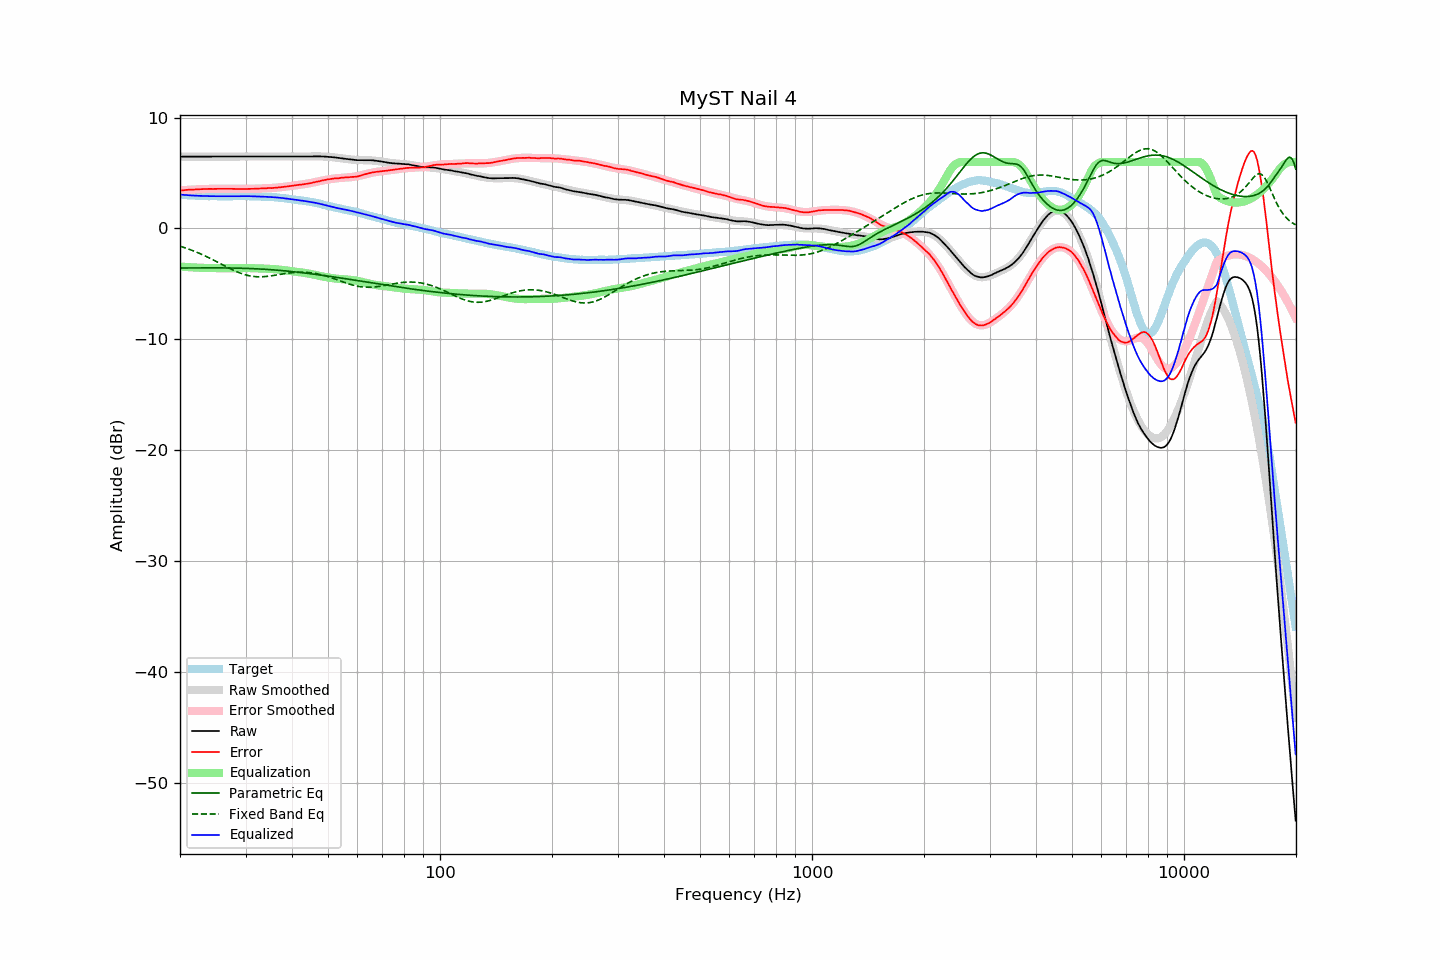 MyST Nail 4
10
0
−10
−20
−30
−40
−50
Amplitude (dBr)
Target
Raw Smoothed
Error Smoothed
Raw
Error
Equalization
Parametric Eq
Fixed Band Eq
Equalized
100
1000
10000
Frequency (Hz)